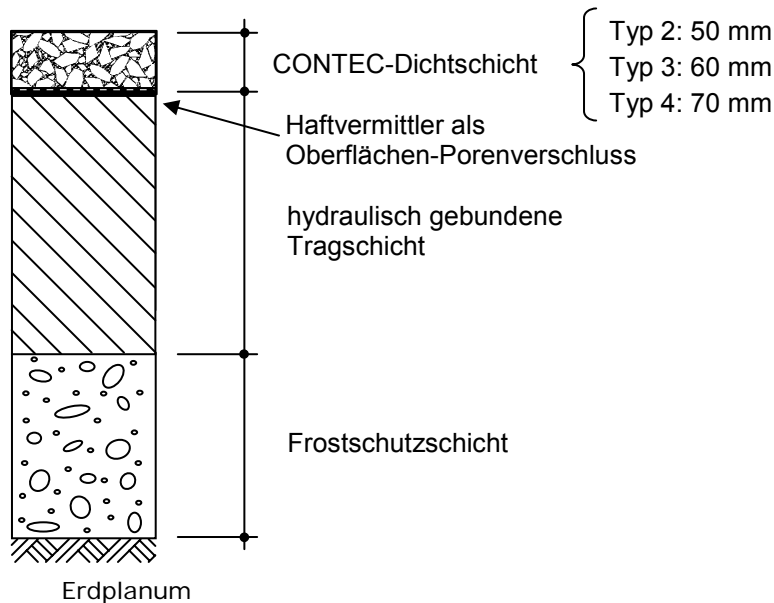 Typ 2: 50 mm
CONTEC-Dichtschicht
Typ 3: 60 mm
Typ 4: 70 mm
Haftvermittler als
Oberflächen-Porenverschluss
hydraulisch gebundene
Tragschicht
Frostschutzschicht
Erdplanum